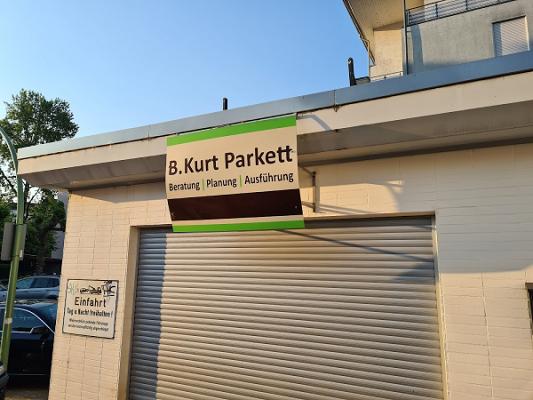 B.Kurt Parkett
Beratung | Planung | Ausführung
Einfahrt
Tag u. Nacht freihalten !